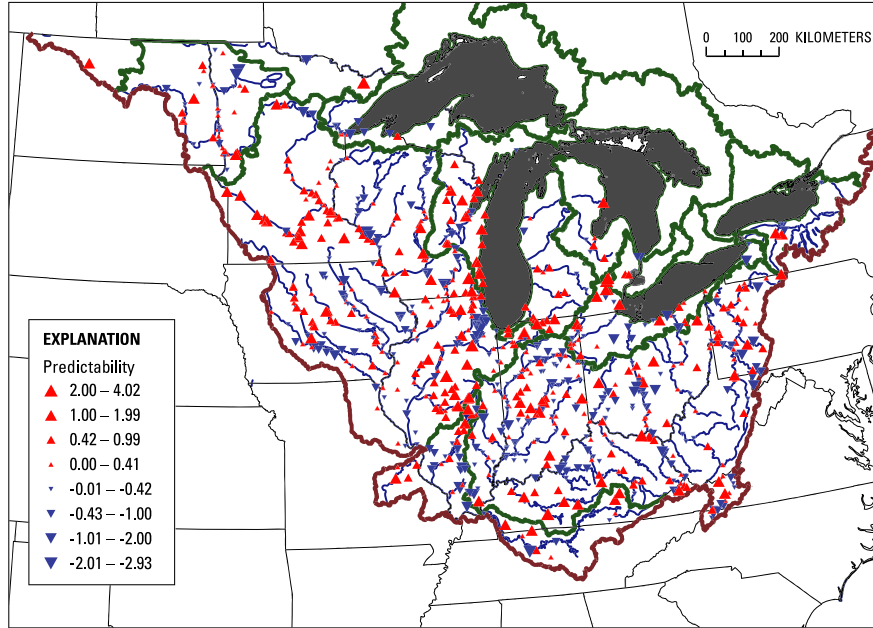 0 100 200 KILOMETERS
EXPLANATION
Predictability
2.00 – 4.02
1.00 – 1.99
0.42 – 0.99
0.00 – 0.41
-0.01 – -0.42
-0.43 – -1.00
-1.01 – -2.00
-2.01 – -2.93